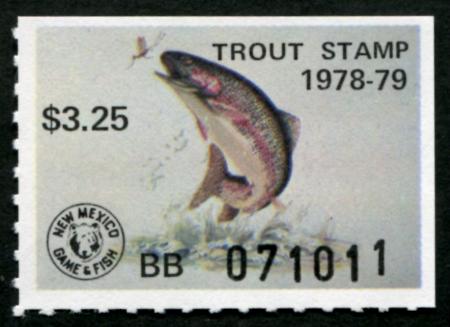 TROUT STAMP
1978-79
$3.25
NEW MEXICO
GAME & FISH
BB 071011